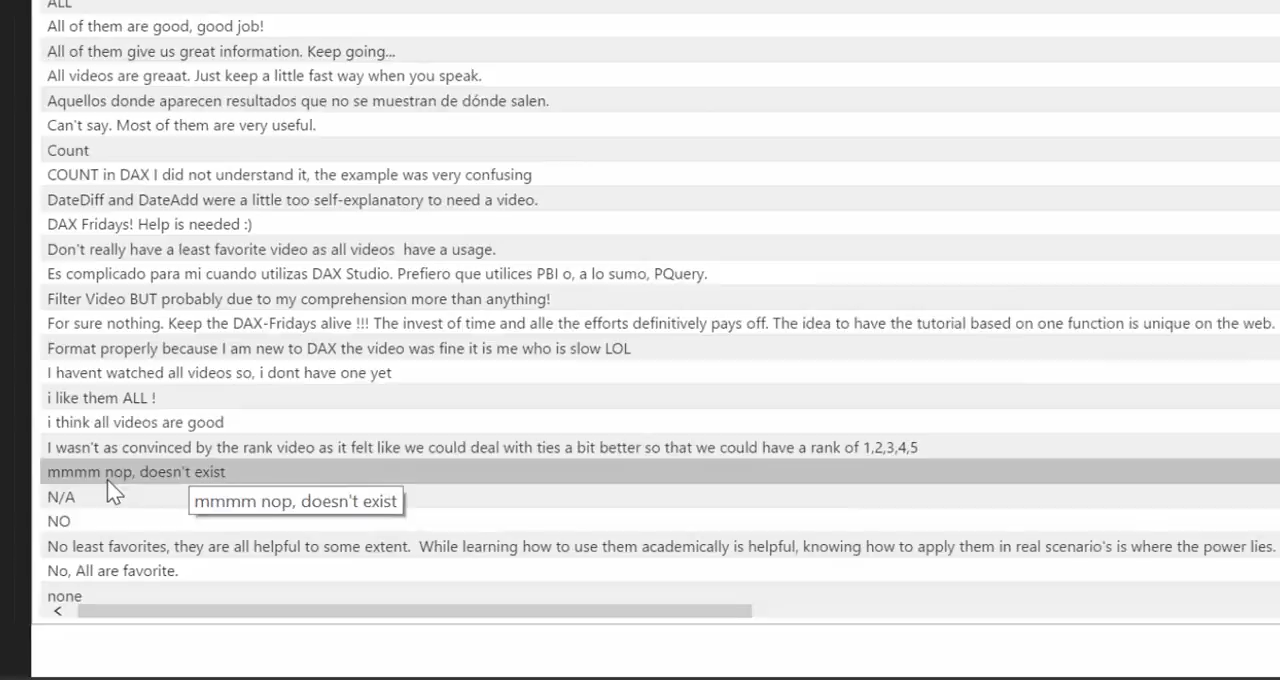 ALL
All of them are good, good job!
All of them give us great information. Keep going...
All videos are greaat. Just keep a little fast way when you speak.
Aquellos donde aparecen resultados que no se muestran de dónde salen.
Can't say. Most of them are very useful.
Count
COUNT in DAX I did not understand it, the example was very confusing
DateDiff and DateAdd were a little too self-explanatory to need a video.
DAX Fridays! Help is needed :)
Don't really have a least favorite video as all videos  have a usage.
Es complicado para mi cuando utilizas DAX Studio. Prefiero que utilices PBI o, a lo sumo, PQuery.
Filter Video BUT probably due to my comprehension more than anything!
For sure nothing. Keep the DAX-Fridays alive !!! The invest of time and alle the efforts definitively pays off. The idea to have the tutorial based on one function is unique on the web.
Format properly because I am new to DAX the video was fine it is me who is slow LOL
I havent watched all videos so, i dont have one yet
i like them ALL !
i think all videos are good
I wasn't as convinced by the rank video as it felt like we could deal with ties a bit better so that we could have a rank of 1,2,3,4,5
mmmm nop, doesn't exist
N/A
mmmm nop, doesn't exist
NO
No least favorites, they are all helpful to some extent.  While learning how to use them academically is helpful, knowing how to apply them in real scenario's is where the power lies.
No, All are favorite.
none